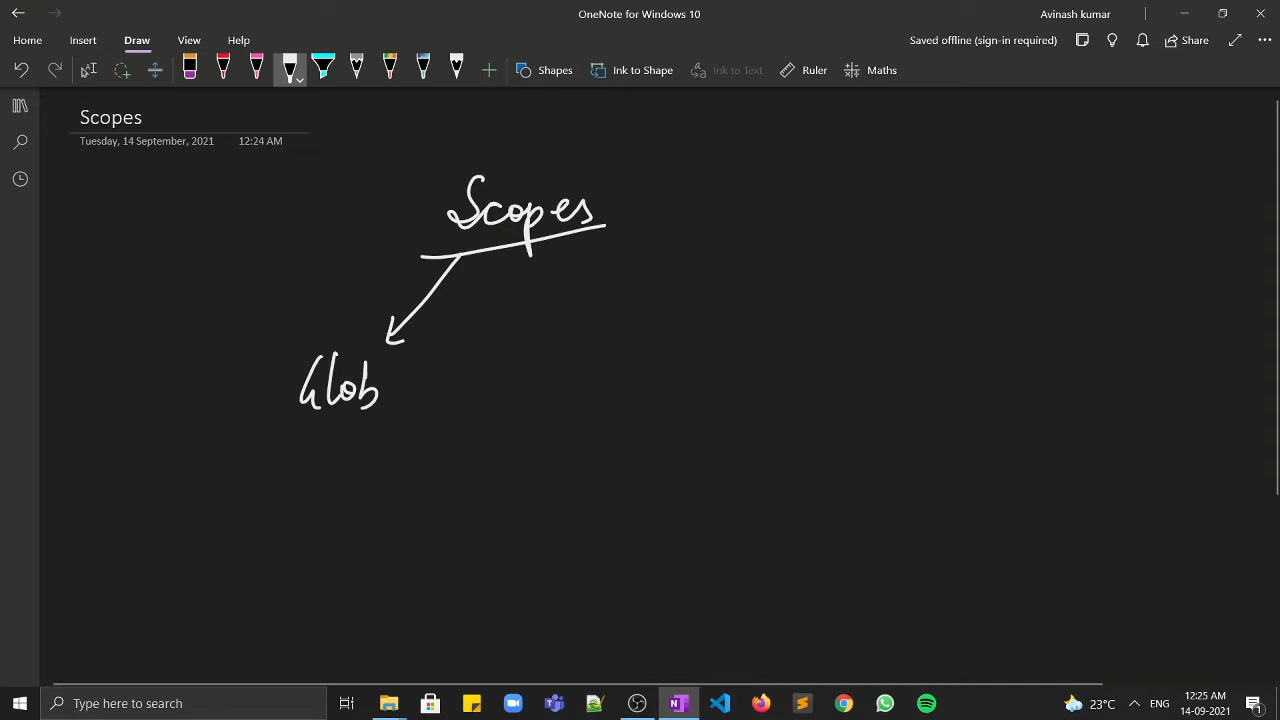 OneNote for Windows 10
Avinash kumar
Home Insert Draw View Help
Saved offline (sign-in required)
Share
Shapes
Ink to Shape
Ink to Text
Ruler
Maths
Scopes
Tuesday, 14 September, 2021 12:24 AM
Scopes
Glob
Type here to search
23°C
ENG
12:25 AM
14-09-2021